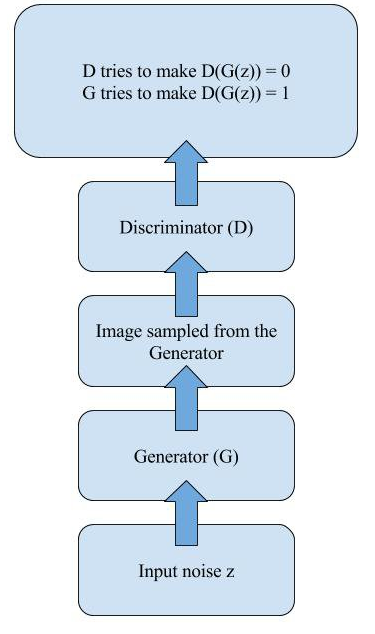 D tries to make D(G(z)) = 0
G tries to make D(G(z)) = 1
Discriminator (D)
Image sampled from the
Generator
Generator (G)
Input noise z